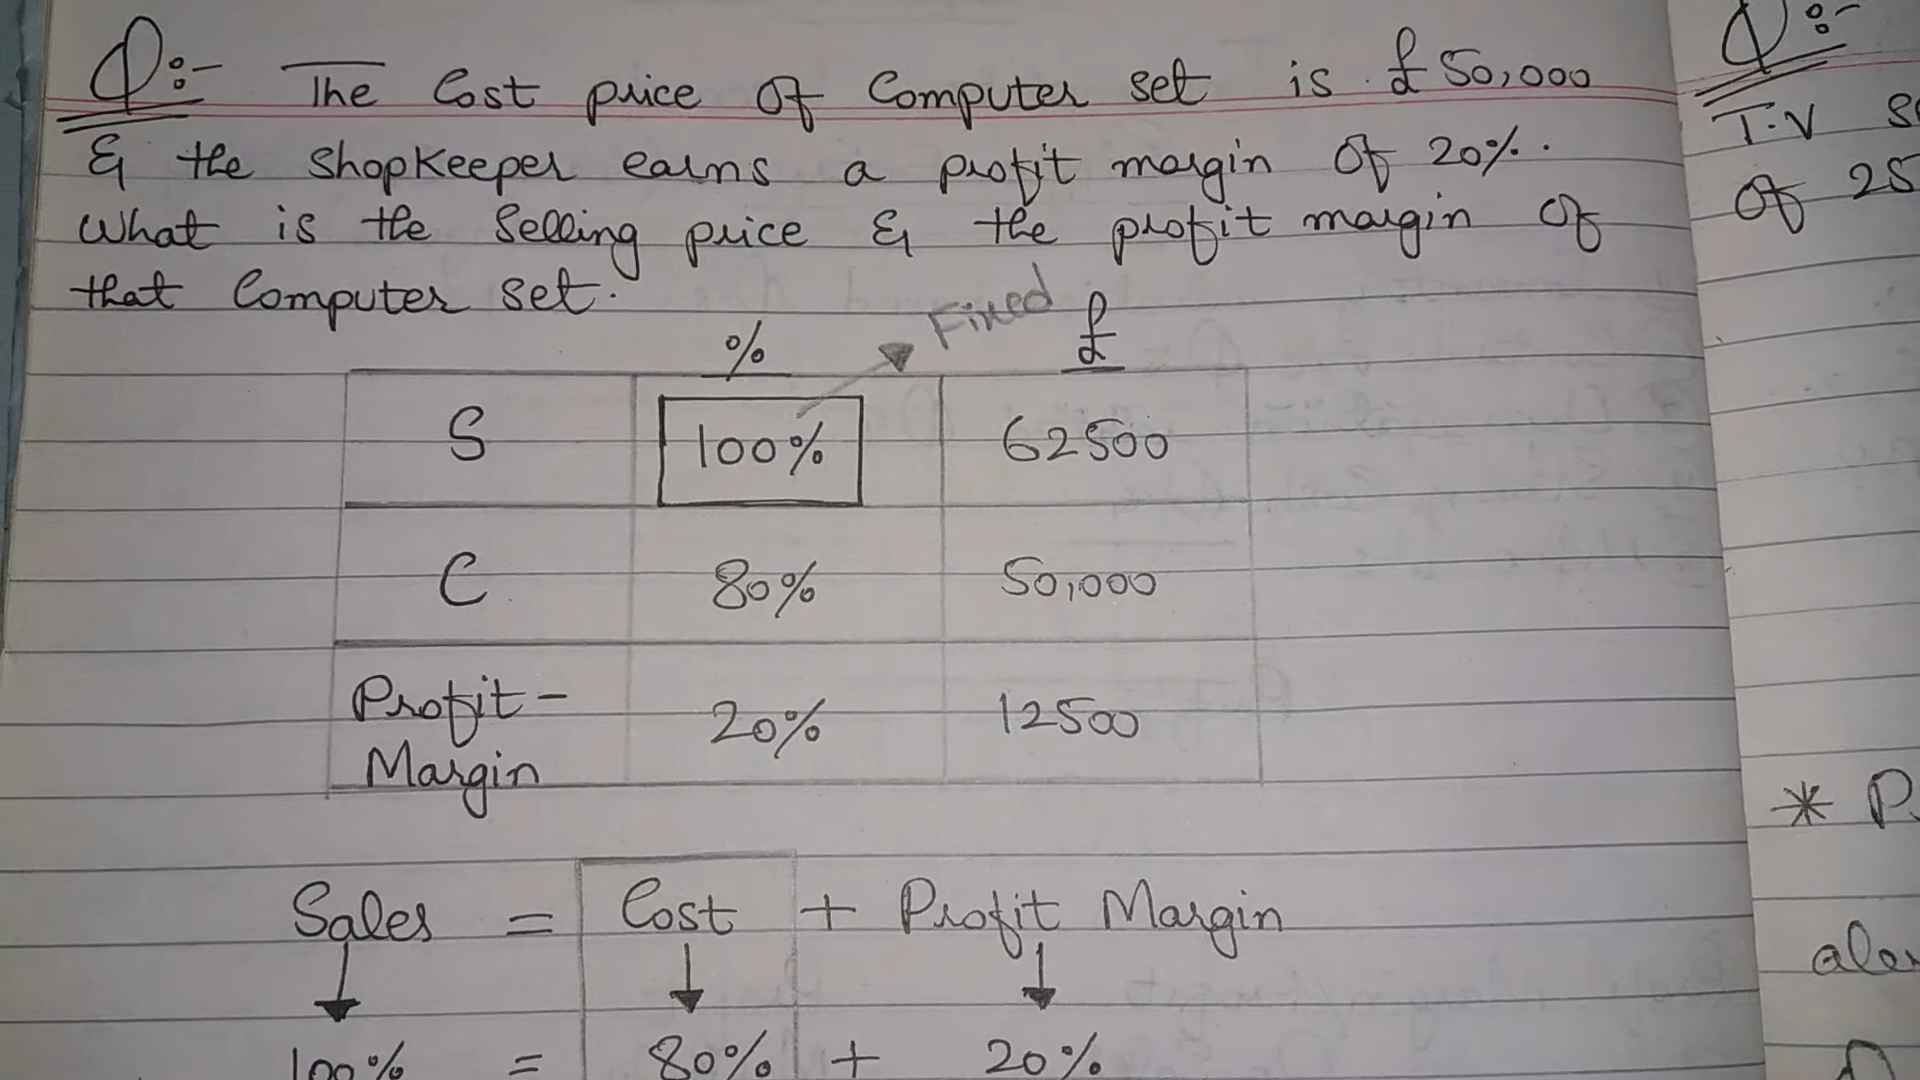 Q:- The Cost price of Computer set is £50,000
& the shopkeeper earns a profit margin of 20%.
What is the Selling price & the profit margin of
that Computer set.
Fixed
% £
S 100% 62500
C 80% 50,000
Profit-
Margin 20% 12500
Sales = Cost + Profit Margin
100% = 80% + 20%
Q:-
T.V
of 25
* P